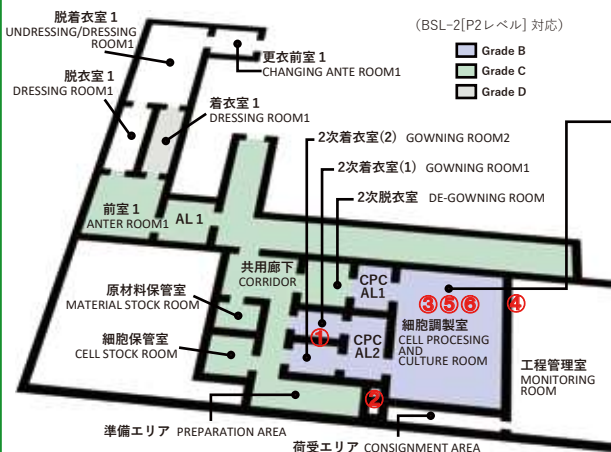 脱着衣室 1
UNDRESSING/DRESSING
ROOM1
更衣前室 1
CHANGING ANTE ROOM1
(BSL-2[P2レベル] 対応)
Grade B
Grade C
Grade D
脱衣室 1
DRESSING ROOM1
着衣室 1
DRESSING ROOM1
2次着衣室(2) GOWNING ROOM2
2次着衣室(1) GOWNING ROOM1
2次脱衣室 DE-GOWNING ROOM
前室 1
ANTER ROOM1
AL 1
共用廊下
CORRIDOR
CPC
AL1
③⑤⑥
④
原材料保管室
MATERIAL STOCK ROOM
①
CPC
AL2
細胞調製室
CELL PROCESING
AND
CULTURE ROOM
細胞保管室
CELL STOCK ROOM
工程管理室
MONITORING
ROOM
②
準備エリア PREPARATION AREA
荷受エリア CONSIGNMENT AREA